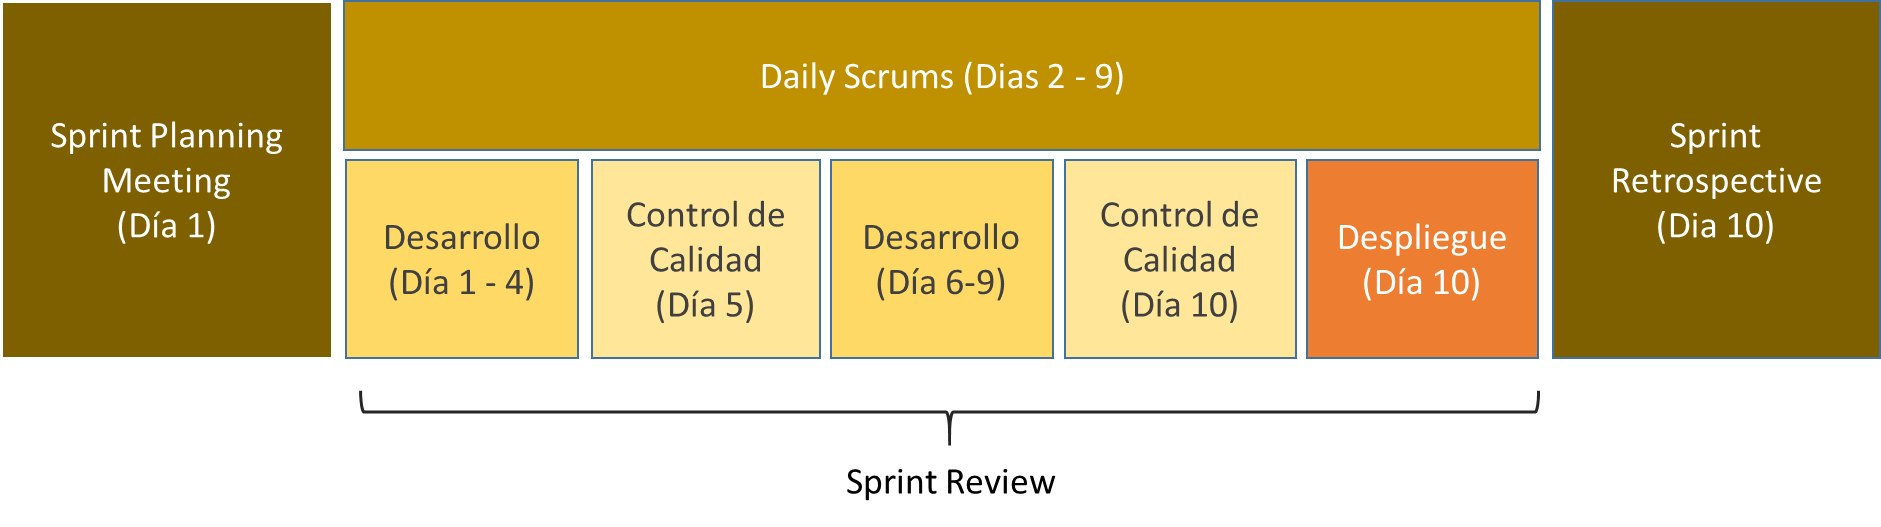 Sprint Planning
Meeting
(Día 1)
Daily Scrums (Dias 2 - 9)
Desarrollo
(Día 1 - 4)
Control de
Calidad
(Día 5)
Desarrollo
(Día 6-9)
Control de
Calidad
(Día 10)
Despliegue
(Día 10)
Sprint
Retrospective
(Dia 10)
Sprint Review